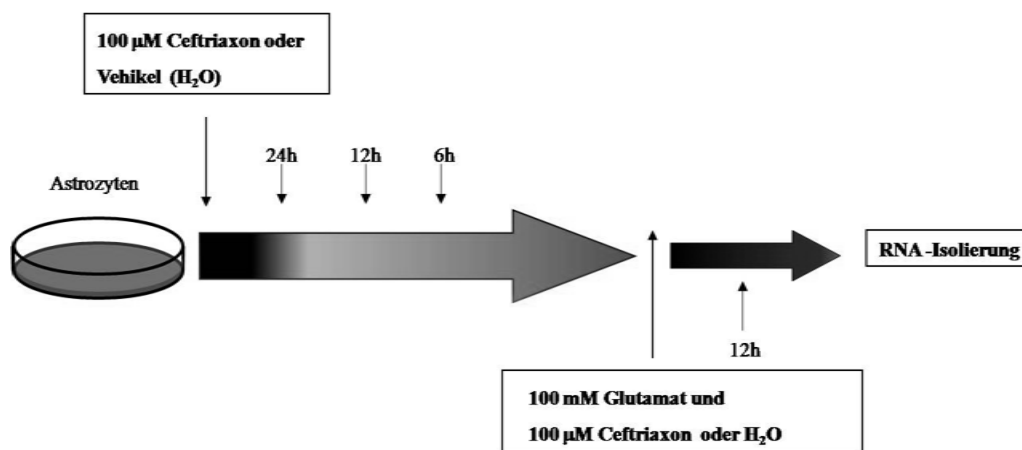 100 µM Ceftriaxon oder
Vehikel (H₂O)
24h 12h 6h
Astrozyten
RNA-Isolierung
12h
100 mM Glutamat und
100 µM Ceftriaxon oder H₂O